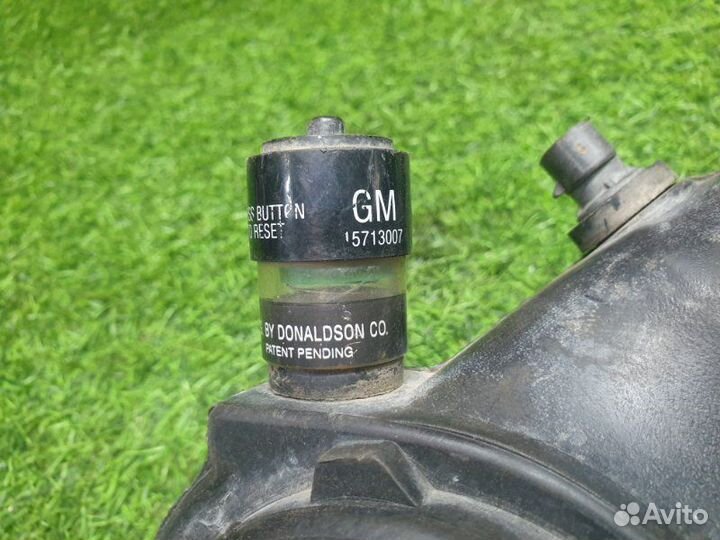 GM
15713007
SS BUTTON
O RESET
BY DONALDSON CO.
PATENT PENDING
Avito